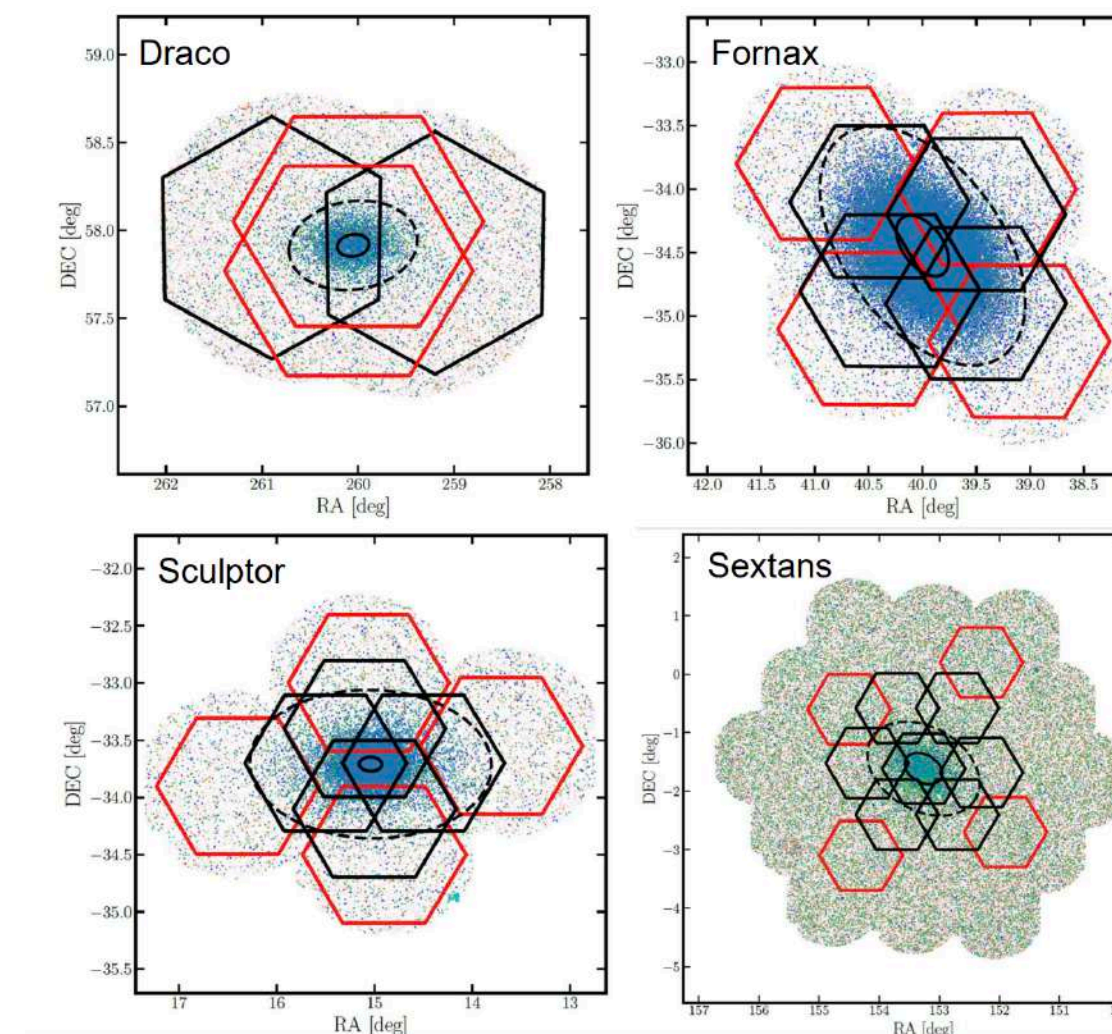 Draco
59.0
58.5
58.0
57.5
57.0
DEC [deg]
262 261 260 259 258
RA [deg]
Fornax
−33.0
−33.5
−34.0
−34.5
−35.0
−35.5
−36.0
DEC [deg]
42.0 41.5 41.0 40.5 40.0 39.5 39.0 38.5
RA [deg]
Sculptor
−32.0
−32.5
−33.0
−33.5
−34.0
−34.5
−35.0
−35.5
DEC [deg]
17 16 15 14 13
RA [deg]
Sextans
2
1
0
−1
−2
−3
−4
−5
DEC [deg]
157 156 155 154 153 152 151
RA [deg]